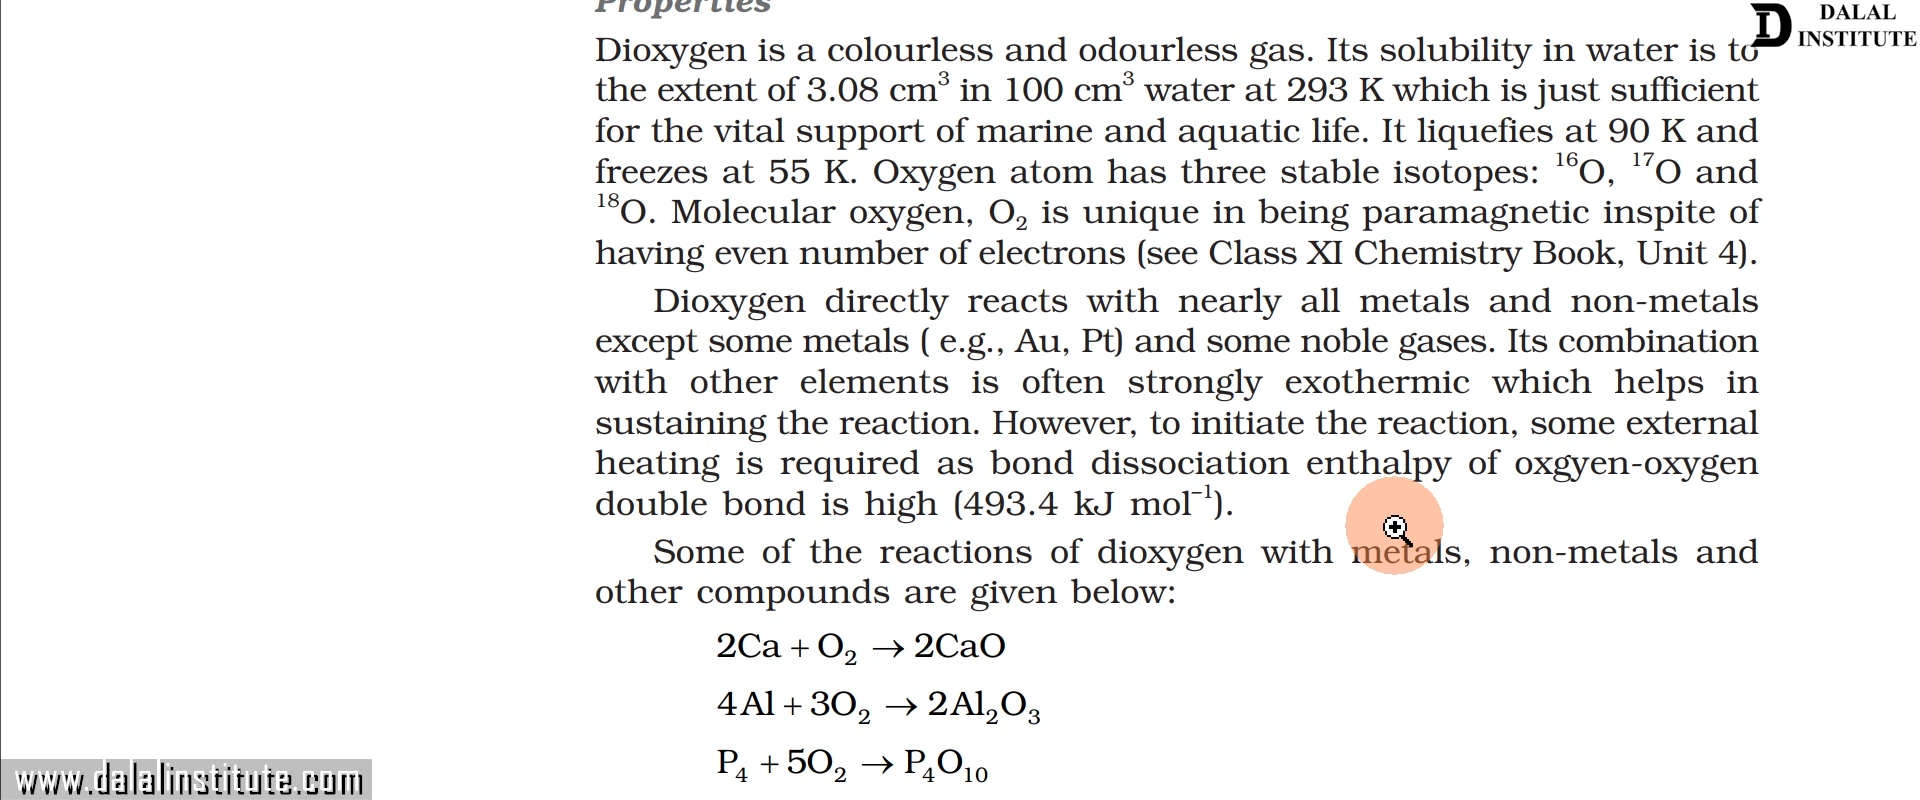 Properties
DALAL
INSTITUTE
Dioxygen is a colourless and odourless gas. Its solubility in water is to
the extent of 3.08 cm³ in 100 cm³ water at 293 K which is just sufficient
for the vital support of marine and aquatic life. It liquefies at 90 K and
freezes at 55 K. Oxygen atom has three stable isotopes: ¹⁶O, ¹⁷O and
¹⁸O. Molecular oxygen, O₂ is unique in being paramagnetic inspite of
having even number of electrons (see Class XI Chemistry Book, Unit 4).
Dioxygen directly reacts with nearly all metals and non-metals
except some metals ( e.g., Au, Pt) and some noble gases. Its combination
with other elements is often strongly exothermic which helps in
sustaining the reaction. However, to initiate the reaction, some external
heating is required as bond dissociation enthalpy of oxgyen-oxygen
double bond is high (493.4 kJ mol⁻¹).
Some of the reactions of dioxygen with metals, non-metals and
other compounds are given below:
2Ca + O₂ → 2CaO
4Al + 3O₂ → 2Al₂O₃
P₄ + 5O₂ → P₄O₁₀
www.dalalinstitute.com